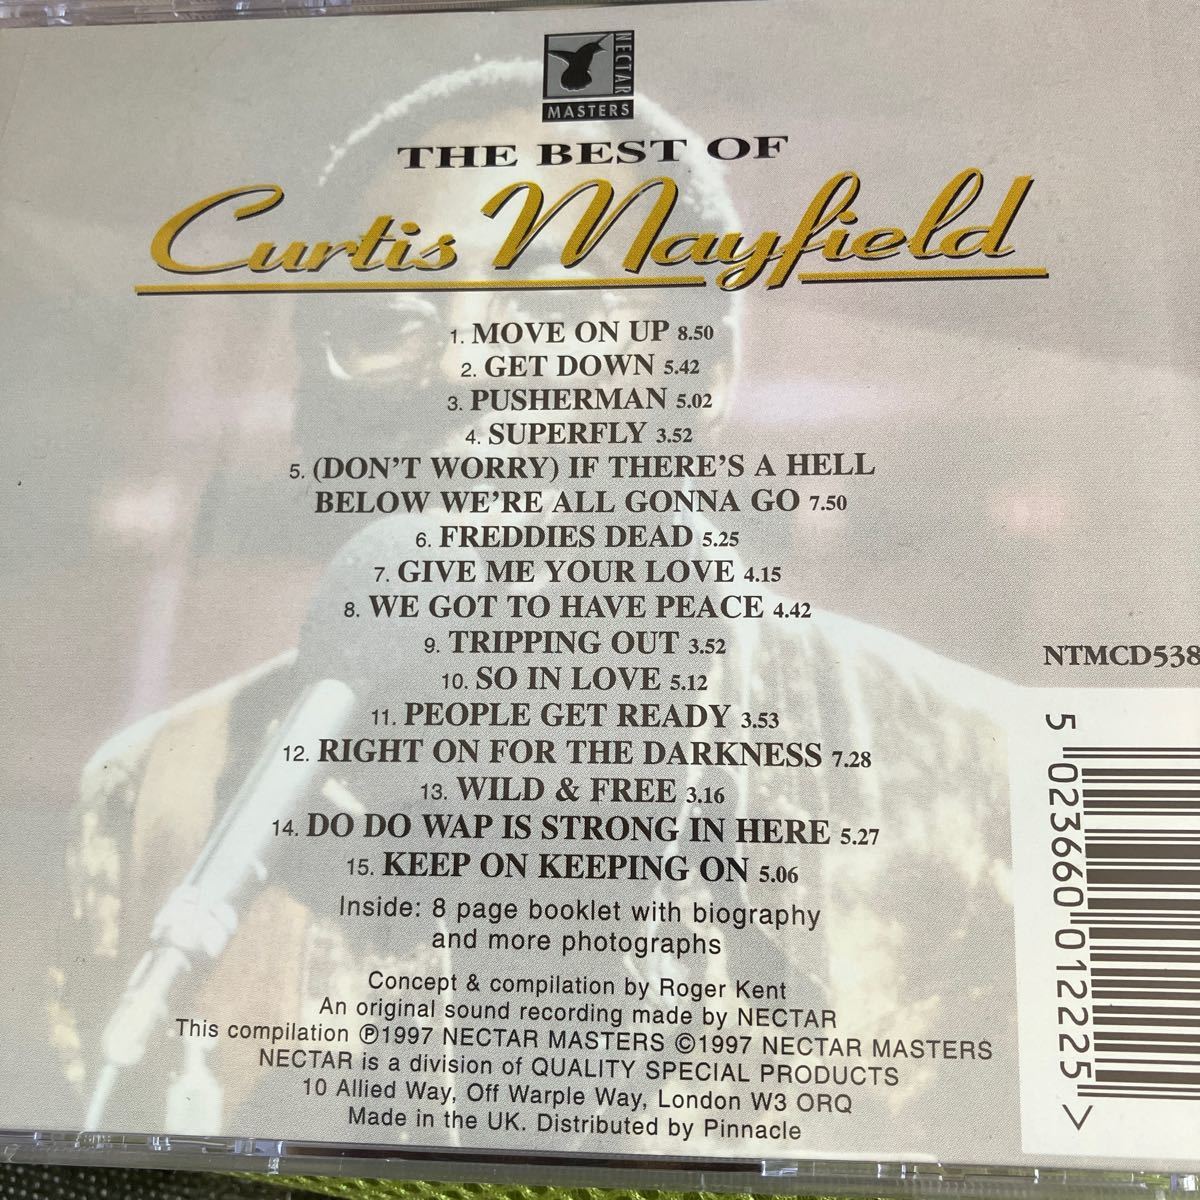 NECTAR
MASTERS
THE BEST OF
Curtis Mayfield
1. MOVE ON UP 8.50
2. GET DOWN 5.42
3. PUSHERMAN 5.02
4. SUPERFLY 3.52
5. (DON'T WORRY) IF THERE'S A HELL
BELOW WE'RE ALL GONNA GO 7.50
6. FREDDIES DEAD 5.25
7. GIVE ME YOUR LOVE 4.15
8. WE GOT TO HAVE PEACE 4.42
9. TRIPPING OUT 3.52
10. SO IN LOVE 5.12
11. PEOPLE GET READY 3.53
12. RIGHT ON FOR THE DARKNESS 7.28
13. WILD & FREE 3.16
14. DO DO WAP IS STRONG IN HERE 5.27
15. KEEP ON KEEPING ON 5.06
Inside: 8 page booklet with biography
and more photographs
Concept & compilation by Roger Kent
An original sound recording made by NECTAR
This compilation ℗1997 NECTAR MASTERS ©1997 NECTAR MASTERS
NECTAR is a division of QUALITY SPECIAL PRODUCTS
10 Allied Way, Off Warple Way, London W3 ORQ
Made in the UK. Distributed by Pinnacle
NTMCD538
5 023660 012225 >